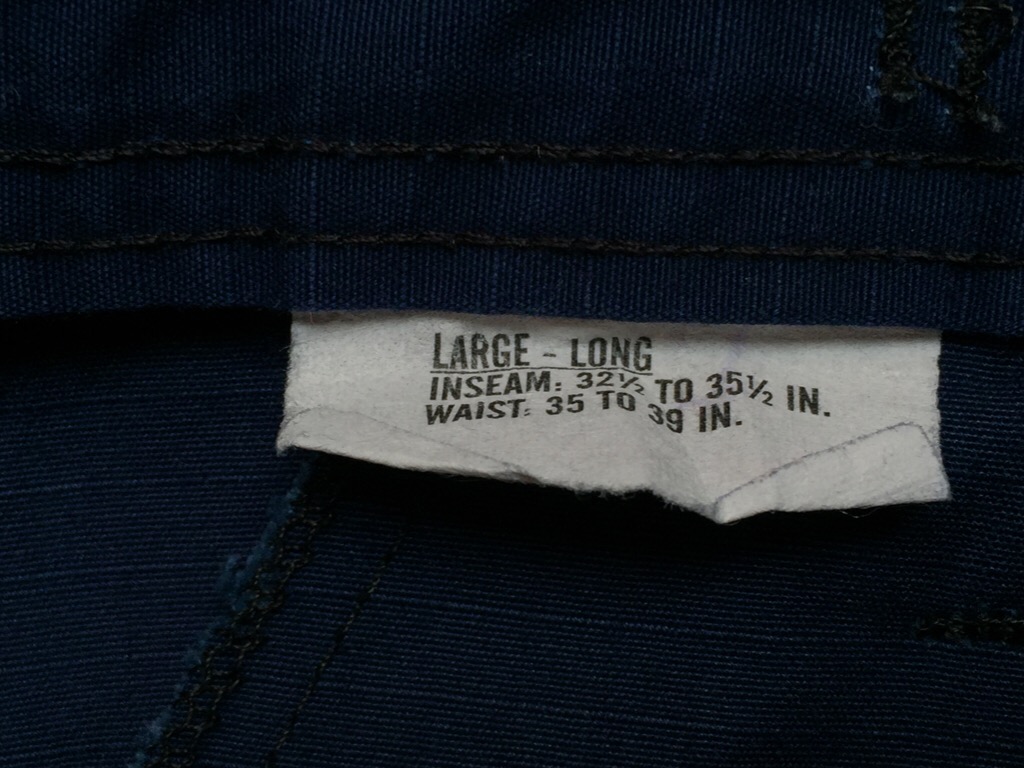 LARGE - LONG
INSEAM: 32½ TO 35½ IN.
WAIST: 35 TO 39 IN.